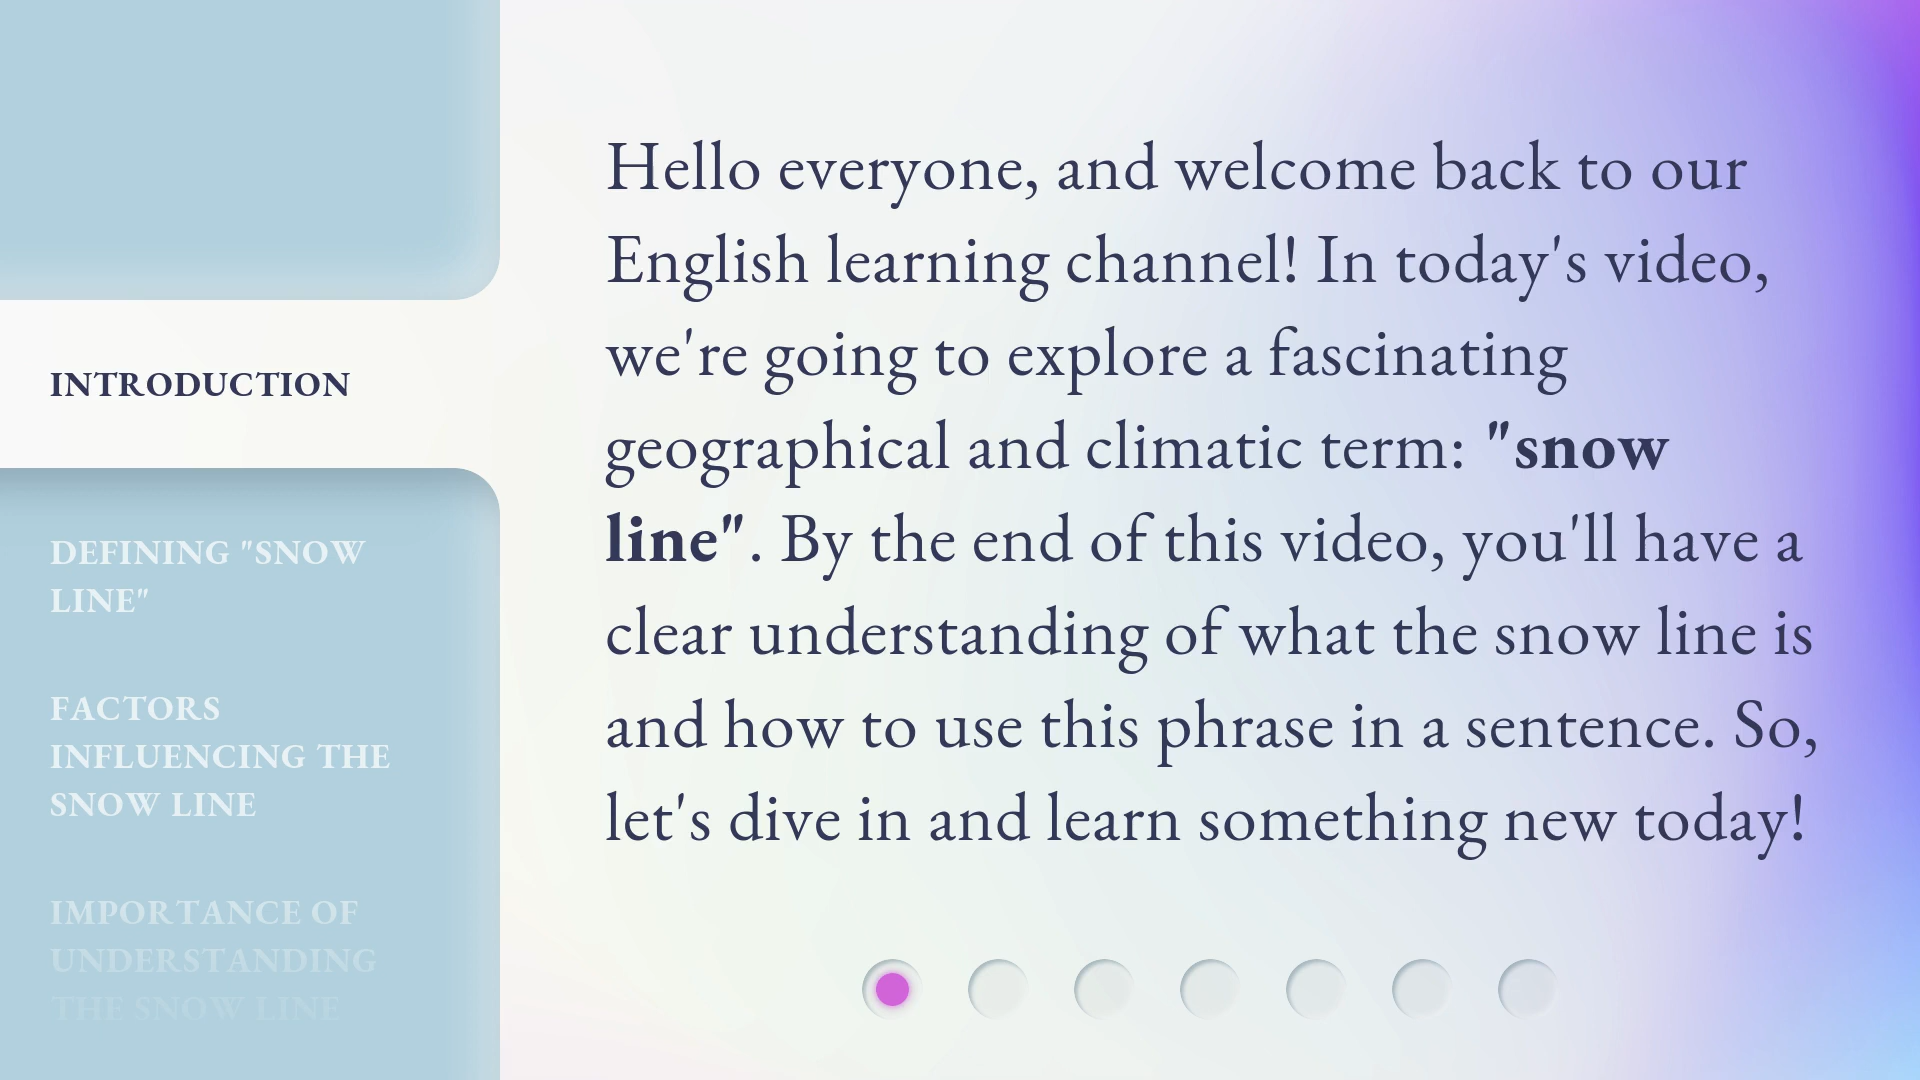 INTRODUCTION
DEFINING "SNOW
LINE"
FACTORS
INFLUENCING THE
SNOW LINE
IMPORTANCE OF
UNDERSTANDING
THE SNOW LINE
Hello everyone, and welcome back to our
English learning channel! In today's video,
we're going to explore a fascinating
geographical and climatic term: "snow
line". By the end of this video, you'll have a
clear understanding of what the snow line is
and how to use this phrase in a sentence. So,
let's dive in and learn something new today!